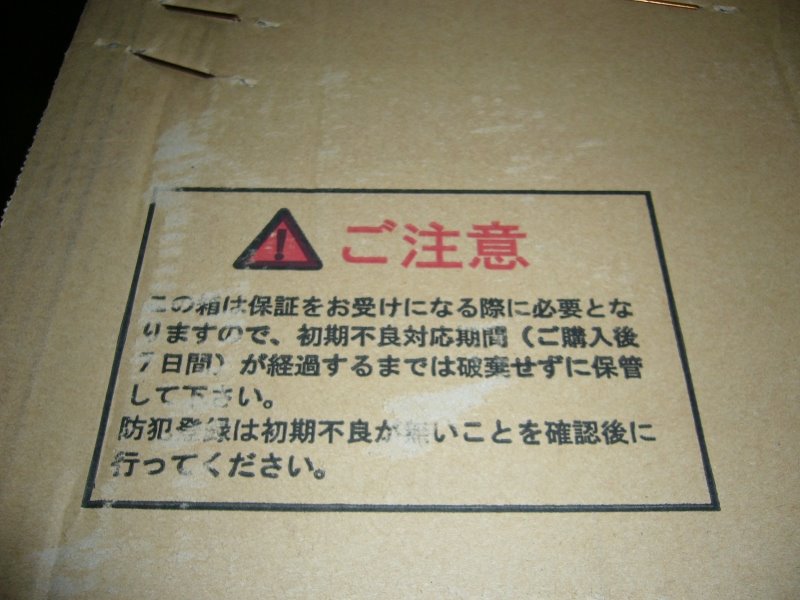 ご注意
この箱は保証をお受けになる際に必要とな
りますので、初期不良対応期間（ご購入後
７日間）が経過するまでは破棄せずに保管
して下さい。
防犯登録は初期不良が無いことを確認後に
行ってください。